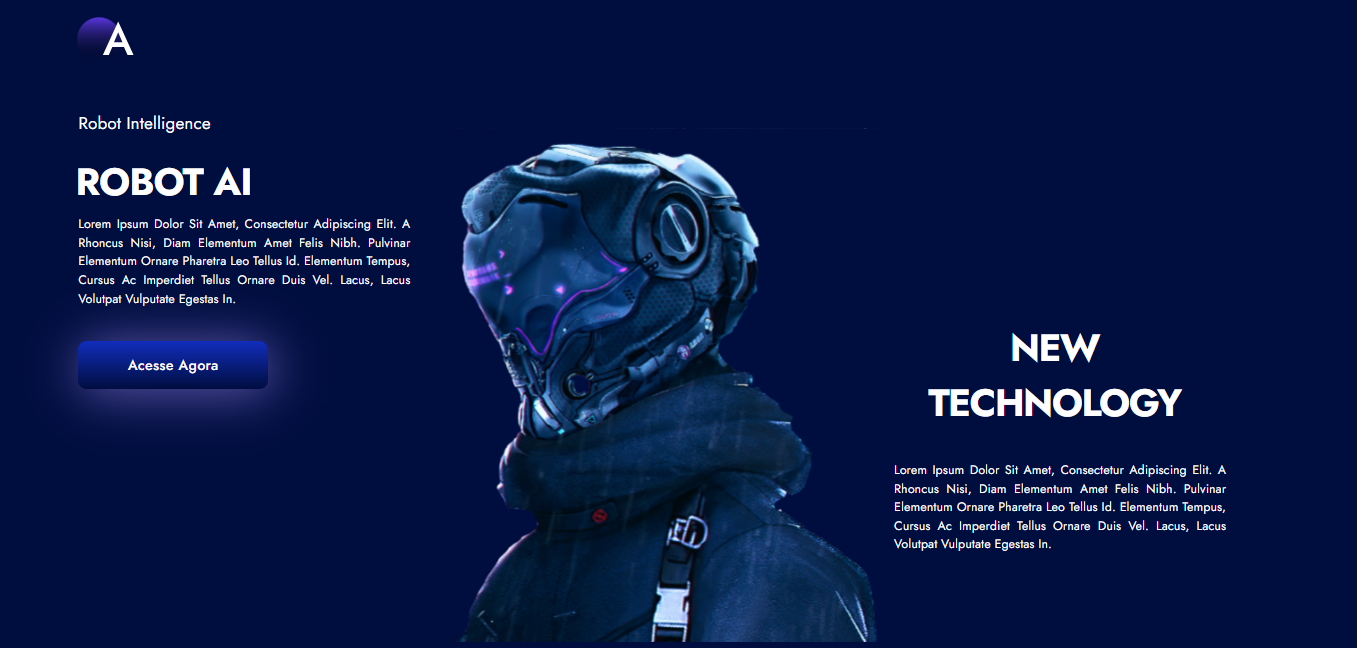 A
Robot Intelligence
ROBOT AI
Lorem Ipsum Dolor Sit Amet, Consectetur Adipiscing Elit. A
Rhoncus Nisi, Diam Elementum Amet Felis Nibh. Pulvinar
Elementum Ornare Pharetra Leo Tellus Id. Elementum Tempus,
Cursus Ac Imperdiet Tellus Ornare Duis Vel. Lacus, Lacus
Volutpat Vulputate Egestas In.
Acesse Agora
NEW
TECHNOLOGY
Lorem Ipsum Dolor Sit Amet, Consectetur Adipiscing Elit. A
Rhoncus Nisi, Diam Elementum Amet Felis Nibh. Pulvinar
Elementum Ornare Pharetra Leo Tellus Id. Elementum Tempus,
Cursus Ac Imperdiet Tellus Ornare Duis Vel. Lacus, Lacus
Volutpat Vulputate Egestas In.